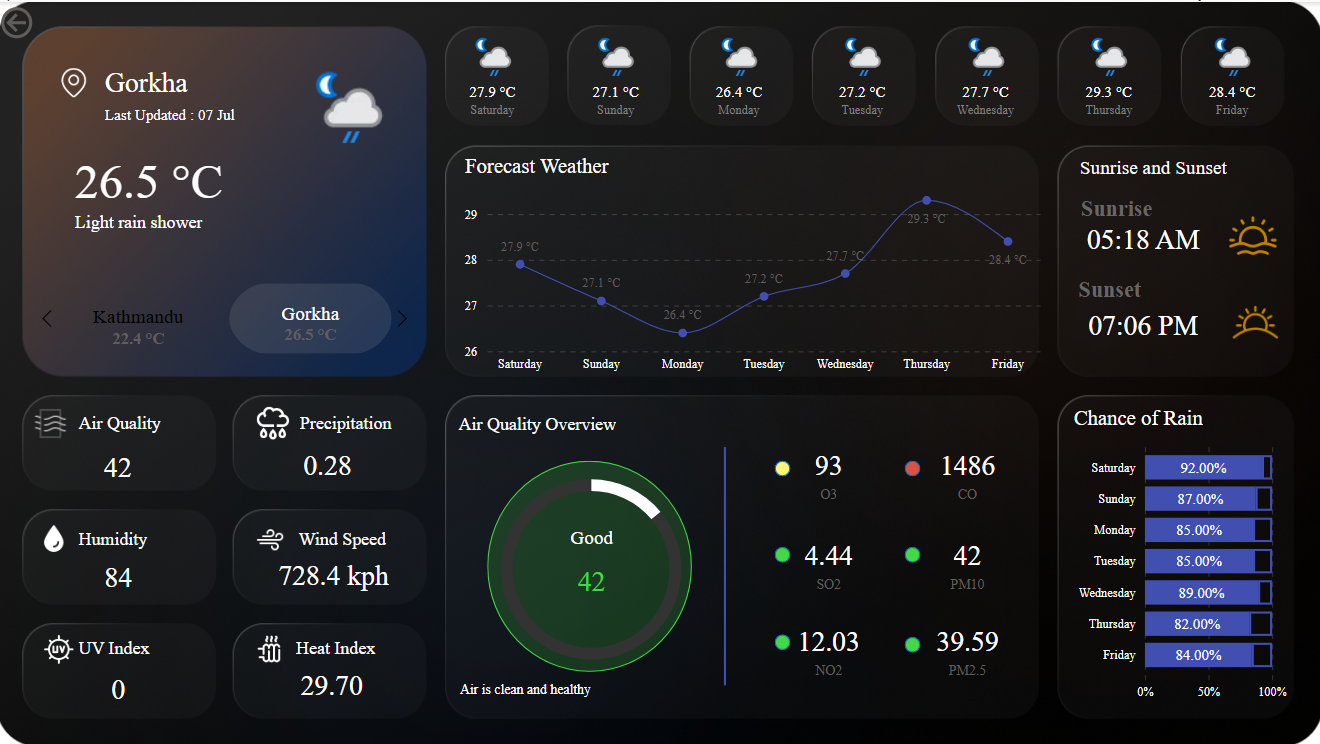 Gorkha
Last Updated : 07 Jul
26.5 °C
Light rain shower
Kathmandu
22.4 °C
Gorkha
26.5 °C
27.9 °C
Saturday
27.1 °C
Sunday
26.4 °C
Monday
27.2 °C
Tuesday
27.7 °C
Wednesday
29.3 °C
Thursday
28.4 °C
Friday
Forecast Weather
29
28
27
26
27.9 °C
27.1 °C
26.4 °C
27.2 °C
27.7 °C
29.3 °C
28.4 °C
Saturday
Sunday
Monday
Tuesday
Wednesday
Thursday
Friday
Sunrise and Sunset
Sunrise
05:18 AM
Sunset
07:06 PM
Air Quality
42
Precipitation
0.28
Humidity
84
Wind Speed
728.4 kph
UV
UV Index
0
Heat Index
29.70
Air Quality Overview
Good
42
Air is clean and healthy
93
O3
1486
CO
4.44
SO2
42
PM10
12.03
NO2
39.59
PM2.5
Chance of Rain
Saturday 92.00%
Sunday 87.00%
Monday 85.00%
Tuesday 85.00%
Wednesday 89.00%
Thursday 82.00%
Friday 84.00%
0% 50% 100%